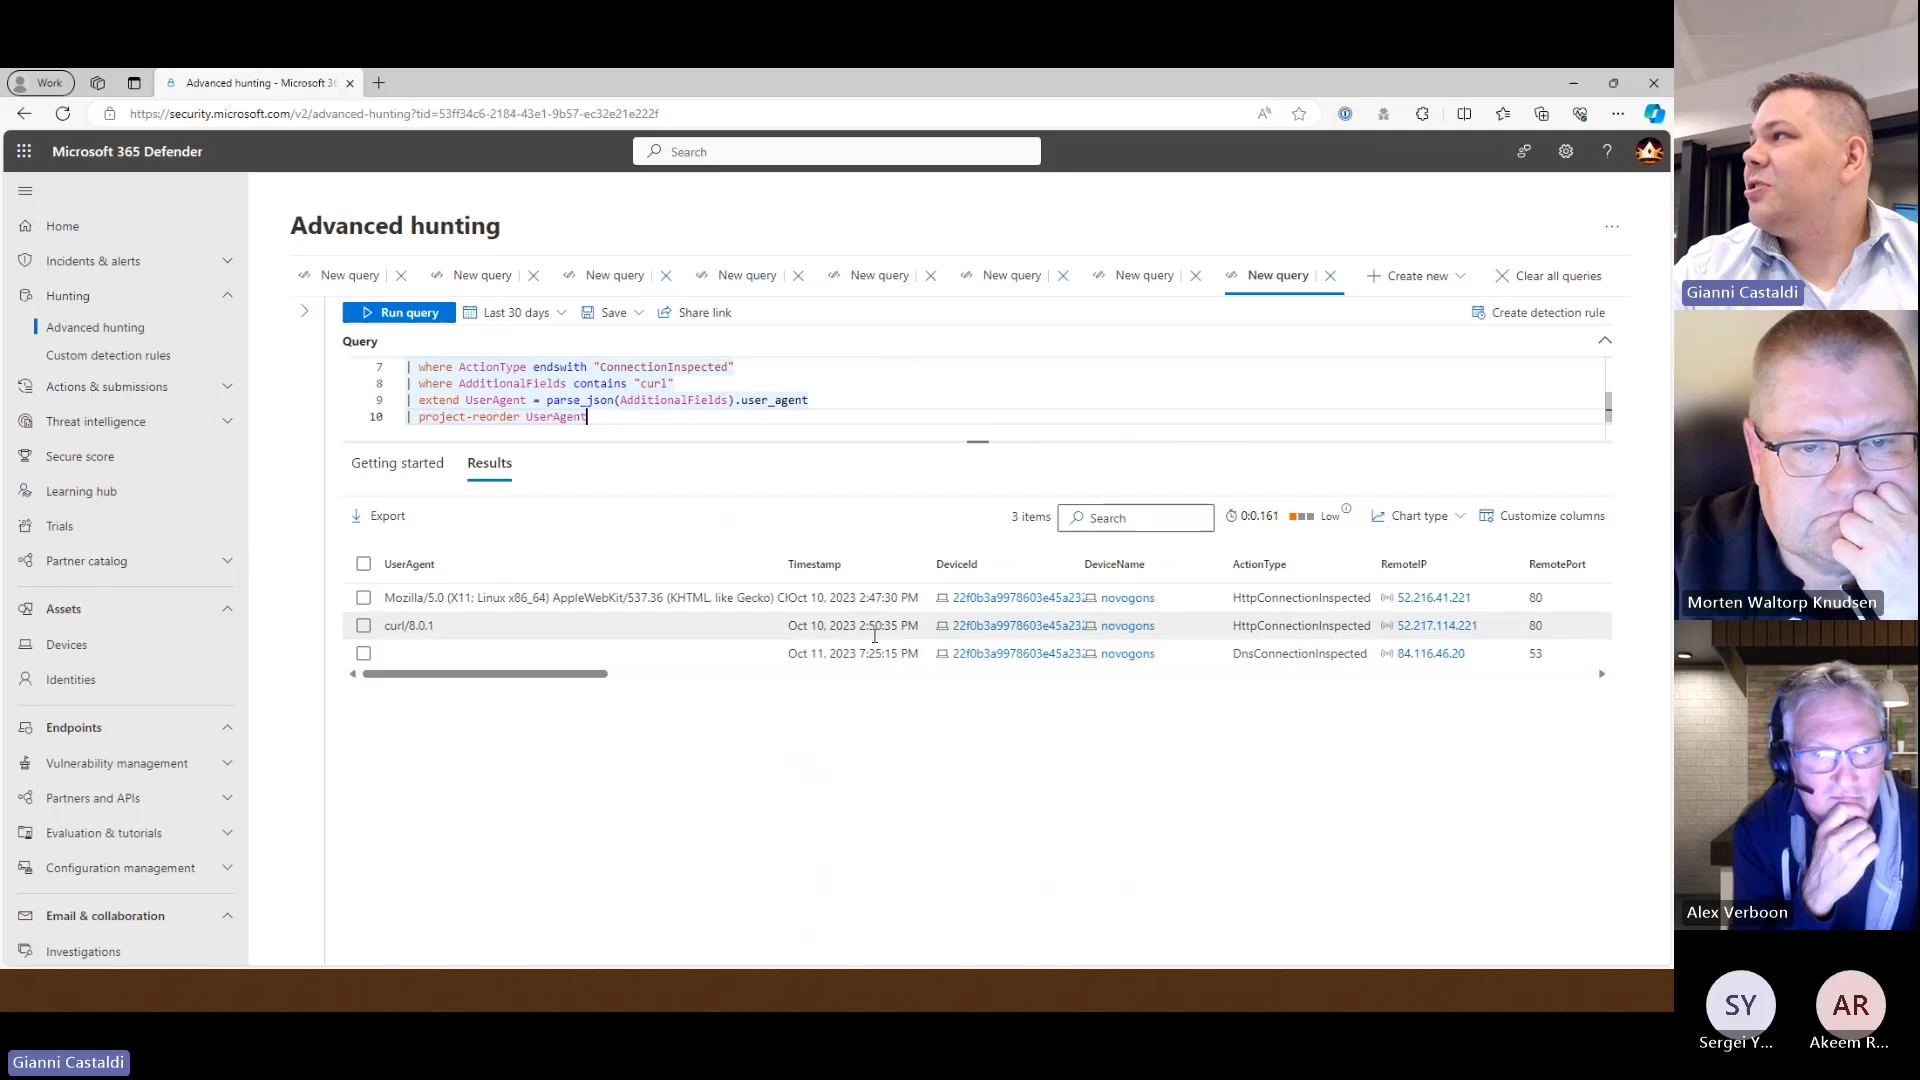 Work
Advanced hunting - Microsoft 36
https://security.microsoft.com/v2/advanced-hunting?tid=53ff34c6-2184-43e1-9b57-ec32e21e222f
Microsoft 365 Defender
Search
Home
Incidents & alerts
Hunting
Advanced hunting
Custom detection rules
Actions & submissions
Threat intelligence
Secure score
Learning hub
Trials
Partner catalog
Assets
Devices
Identities
Endpoints
Vulnerability management
Partners and APIs
Evaluation & tutorials
Configuration management
Email & collaboration
Investigations
Advanced hunting
New query New query New query New query New query New query New query New query Create new Clear all queries
Run query Last 30 days Save Share link Create detection rule
Query
7 | where ActionType endswith "ConnectionInspected"
8 | where AdditionalFields contains "curl"
9 | extend UserAgent = parse_json(AdditionalFields).user_agent
10 | project-reorder UserAgent
Getting started Results
Export 3 items Search 0:0.161 Low Chart type Customize columns
UserAgent Timestamp DeviceId DeviceName ActionType RemoteIP RemotePort
Mozilla/5.0 (X11; Linux x86_64) AppleWebKit/537.36 (KHTML, like Gecko) Ch Oct 10, 2023 2:47:30 PM 22f0b3a9978603e45a232 novogons HttpConnectionInspected 52.216.41.221 80
curl/8.0.1 Oct 10, 2023 2:50:35 PM 22f0b3a9978603e45a232 novogons HttpConnectionInspected 52.217.114.221 80
Oct 11, 2023 7:25:15 PM 22f0b3a9978603e45a232 novogons DnsConnectionInspected 84.116.46.20 53
Gianni Castaldi
Morten Waltorp Knudsen
Alex Verboon
SY AR
Sergei Y... Akeem R...
Gianni Castaldi